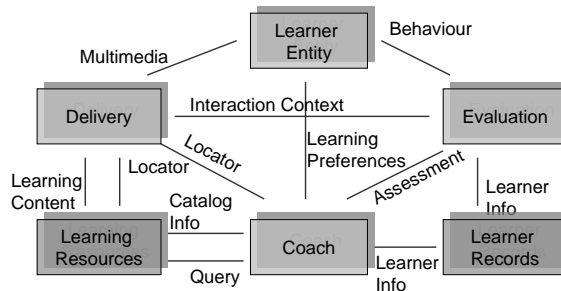 Learner
Entity
Behaviour
Multimedia
Delivery
Interaction Context
Evaluation
Locator
Learning
Preferences
Locator
Assessment
Learning
Content
Catalog
Info
Learner
Info
Learning
Resources
Coach
Learner
Records
Query
Learner
Info